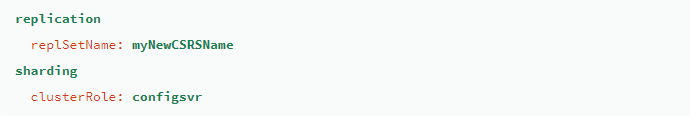 replication
replSetName: myNewCSRSName
sharding
clusterRole: configsvr